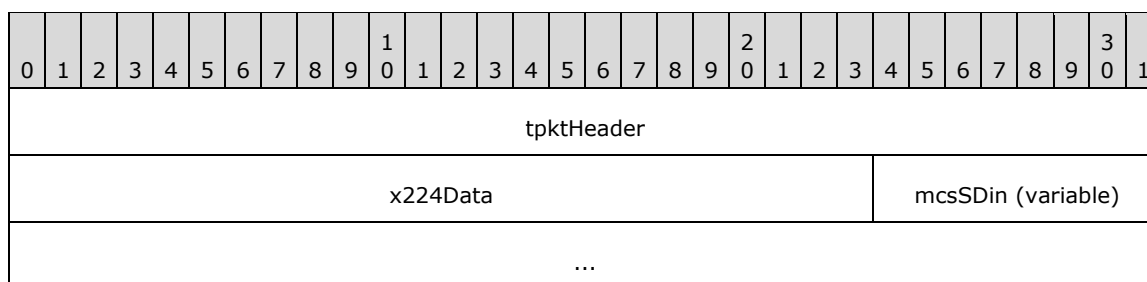 1 2 3
0 1 2 3 4 5 6 7 8 9 0 1 2 3 4 5 6 7 8 9 0 1 2 3 4 5 6 7 8 9 0 1
tpktHeader
x224Data mcsSDin (variable)
...